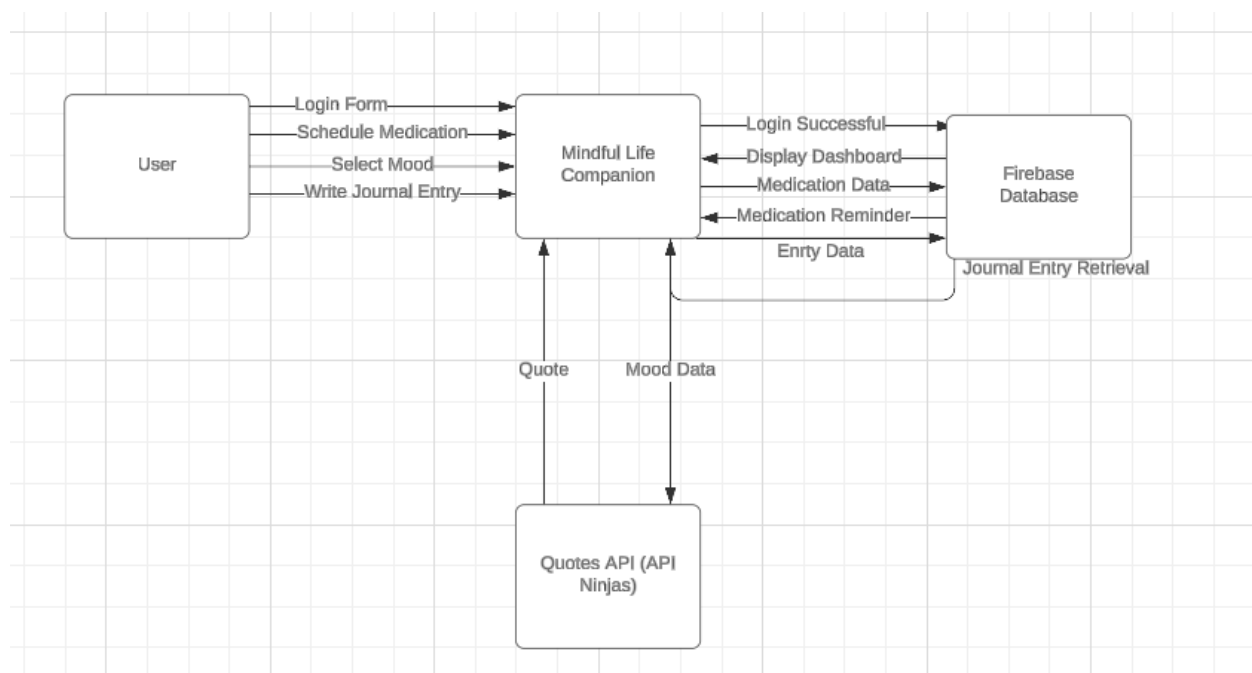 Login Form
Schedule Medication
Select Mood
Write Journal Entry
User
Mindful Life
Companion
Login Successful
Display Dashboard
Medication Data
Medication Reminder
Enrty Data
Firebase
Database
Journal Entry Retrieval
Quote
Mood Data
Quotes API (API
Ninjas)